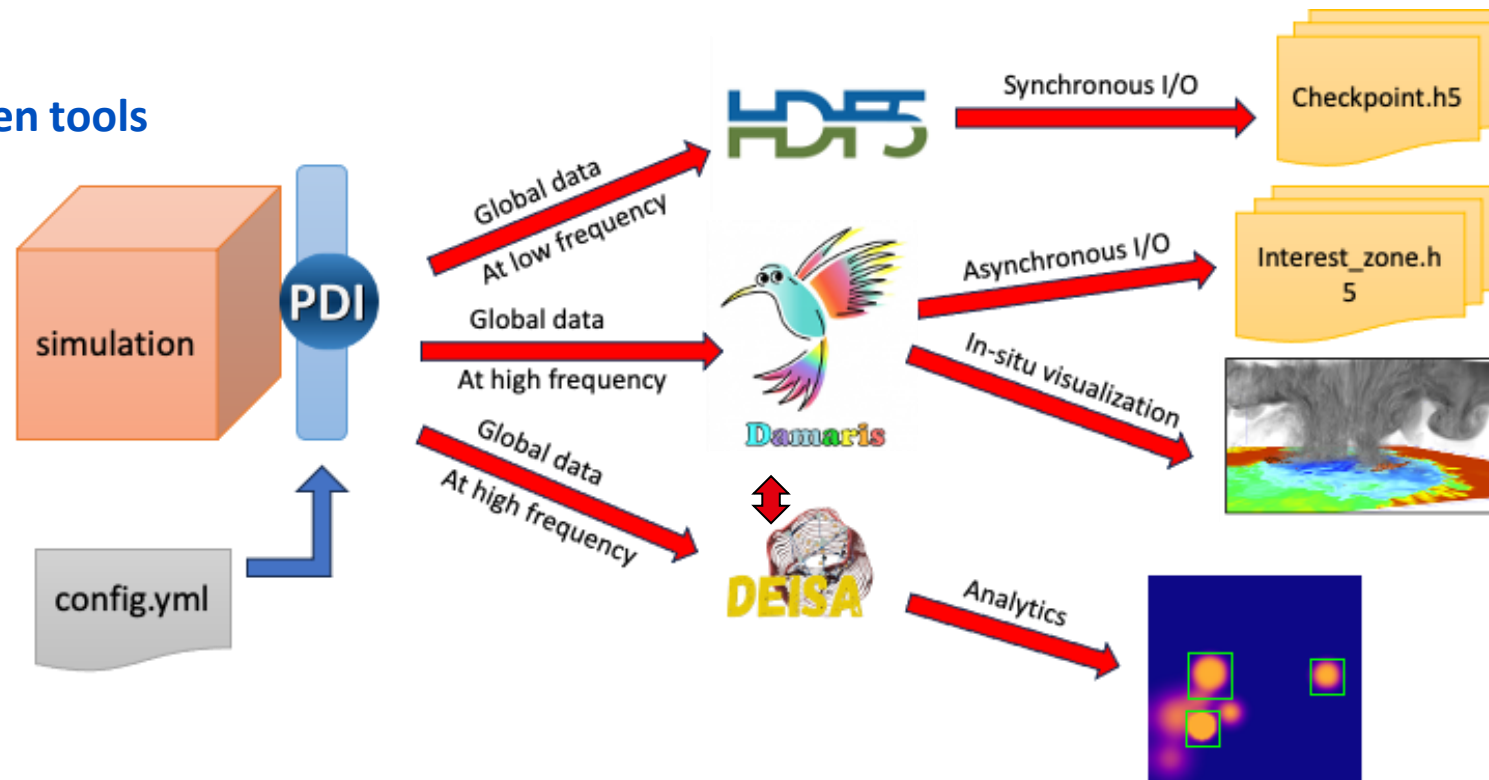 en tools
simulation
PDI
config.yml
Global data
At low frequency
Global data
At high frequency
Global data
At high frequency
HDF5
Damaris
DEISA
Synchronous I/O
Asynchronous I/O
In-situ visualization
Analytics
Checkpoint.h5
Interest_zone.h
5